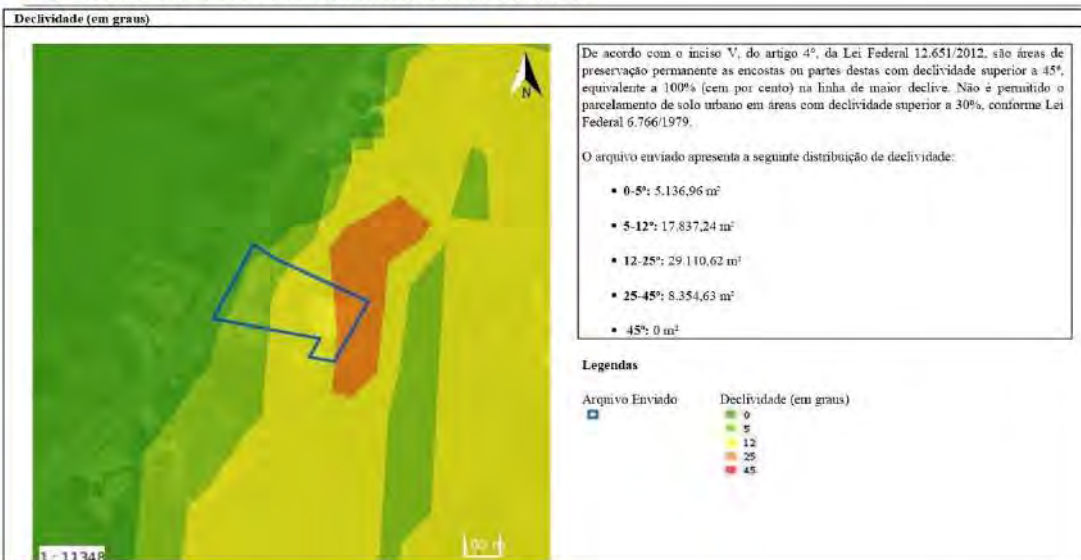 Declividade (em graus)
N
De acordo com o inciso V, do artigo 4º, da Lei Federal 12.651/2012, são áreas de
preservação permanente as encostas ou partes destas com declividade superior a 45º,
equivalente a 100% (cem por cento) na linha de maior declive. Não é permitido o
parcelamento de solo urbano em áreas com declividade superior a 30%, conforme Lei
Federal 6.766/1979.
O arquivo enviado apresenta a seguinte distribuição de declividade:
• 0-5º: 5.136,96 m²
• 5-12º: 17.837,24 m²
• 12-25º: 29.110,62 m²
• 25-45º: 8.354,63 m²
• 45º: 0 m²
Legendas
Arquivo Enviado
Declividade (em graus)
0
5
12
25
45
1 : 11348
00 m